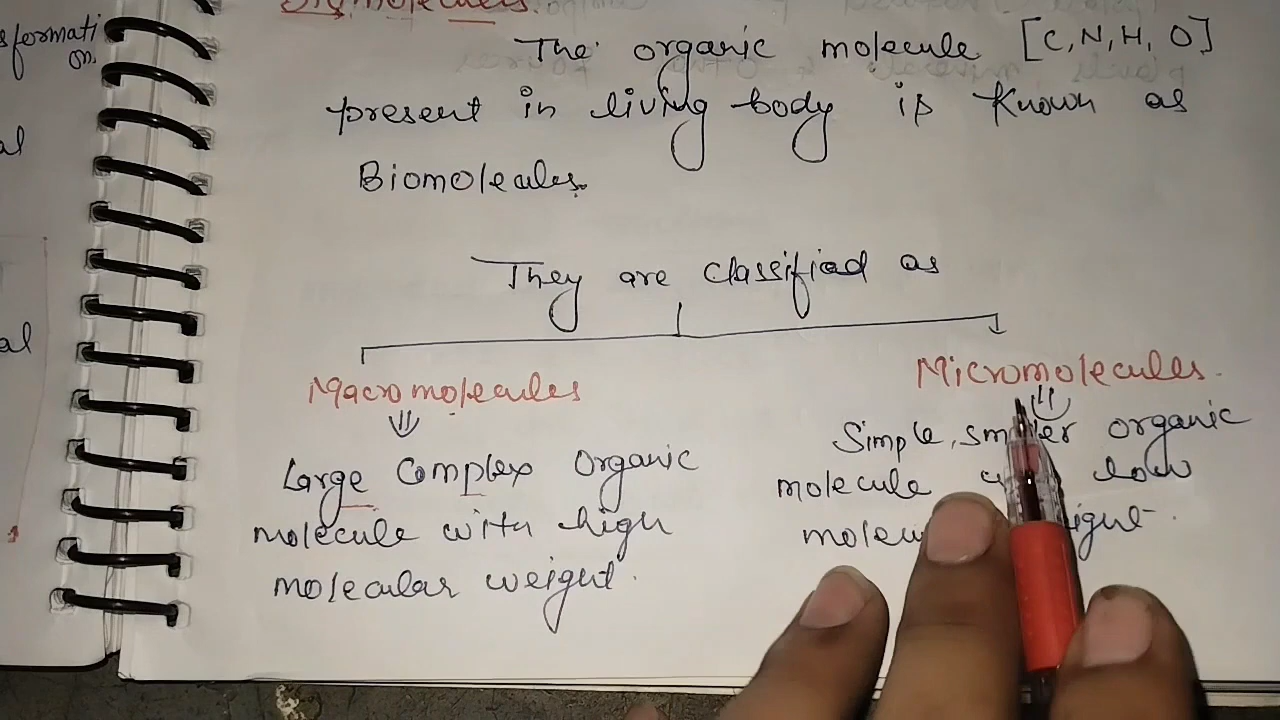 Biomolecules.
The organic molecule [C, N, H, O]
present in living body is known as
Biomolecules.
They are classified as
Macromolecules
Micromolecules.
Large Complex Organic
molecule with high
molecular weight.
Simple, smaller organic
molecule low